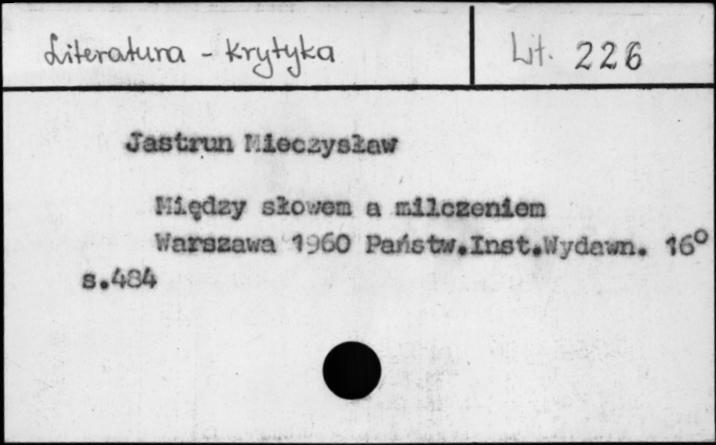 Literatura - krytyka
Lit. 226
Jastrun Mieczysław
Między słowem a milczeniem
Warszawa 1960 Państw.Inst.Wydawn. 16°
s.484